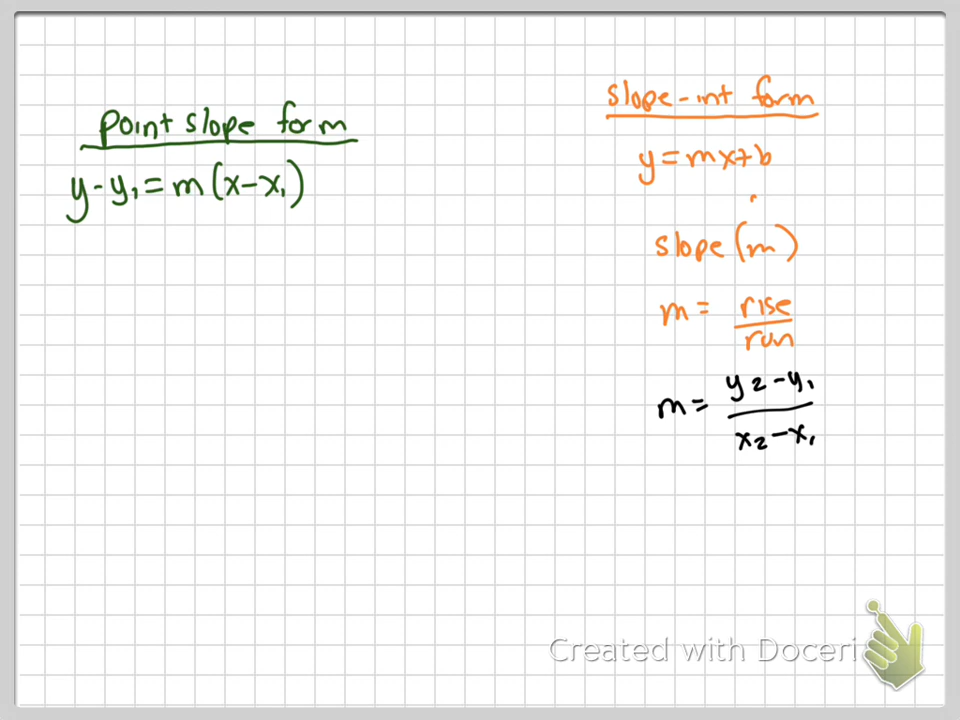 point slope form
y-y₁=m(x-x₁)
slope-int form
y=mx+b
slope(m)
m= rise/run
m= y2-y₁/x₂-x₁
Created with Doceri